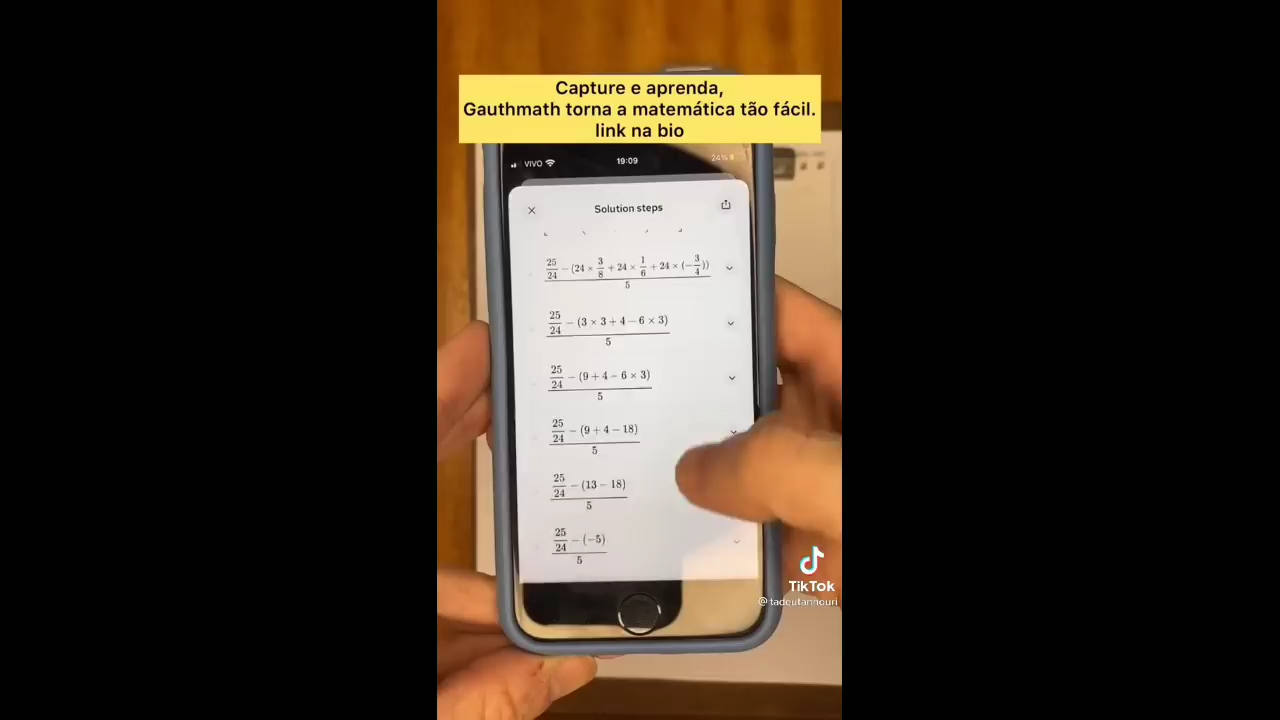 Capture e aprenda,
Gauthmath torna a matemática tão fácil.
link na bio
VIVO 19:09 24%
Solution steps
25/24 − (24 × 3/8 + 24 × 1/6 + 24 × (−3/4))
5
25/24 − (3 × 3 + 4 − 6 × 3)
5
25/24 − (9 + 4 − 6 × 3)
5
25/24 − (9 + 4 − 18)
5
25/24 − (13 − 18)
5
25/24 − (−5)
5
TikTok
@tadeutannouri